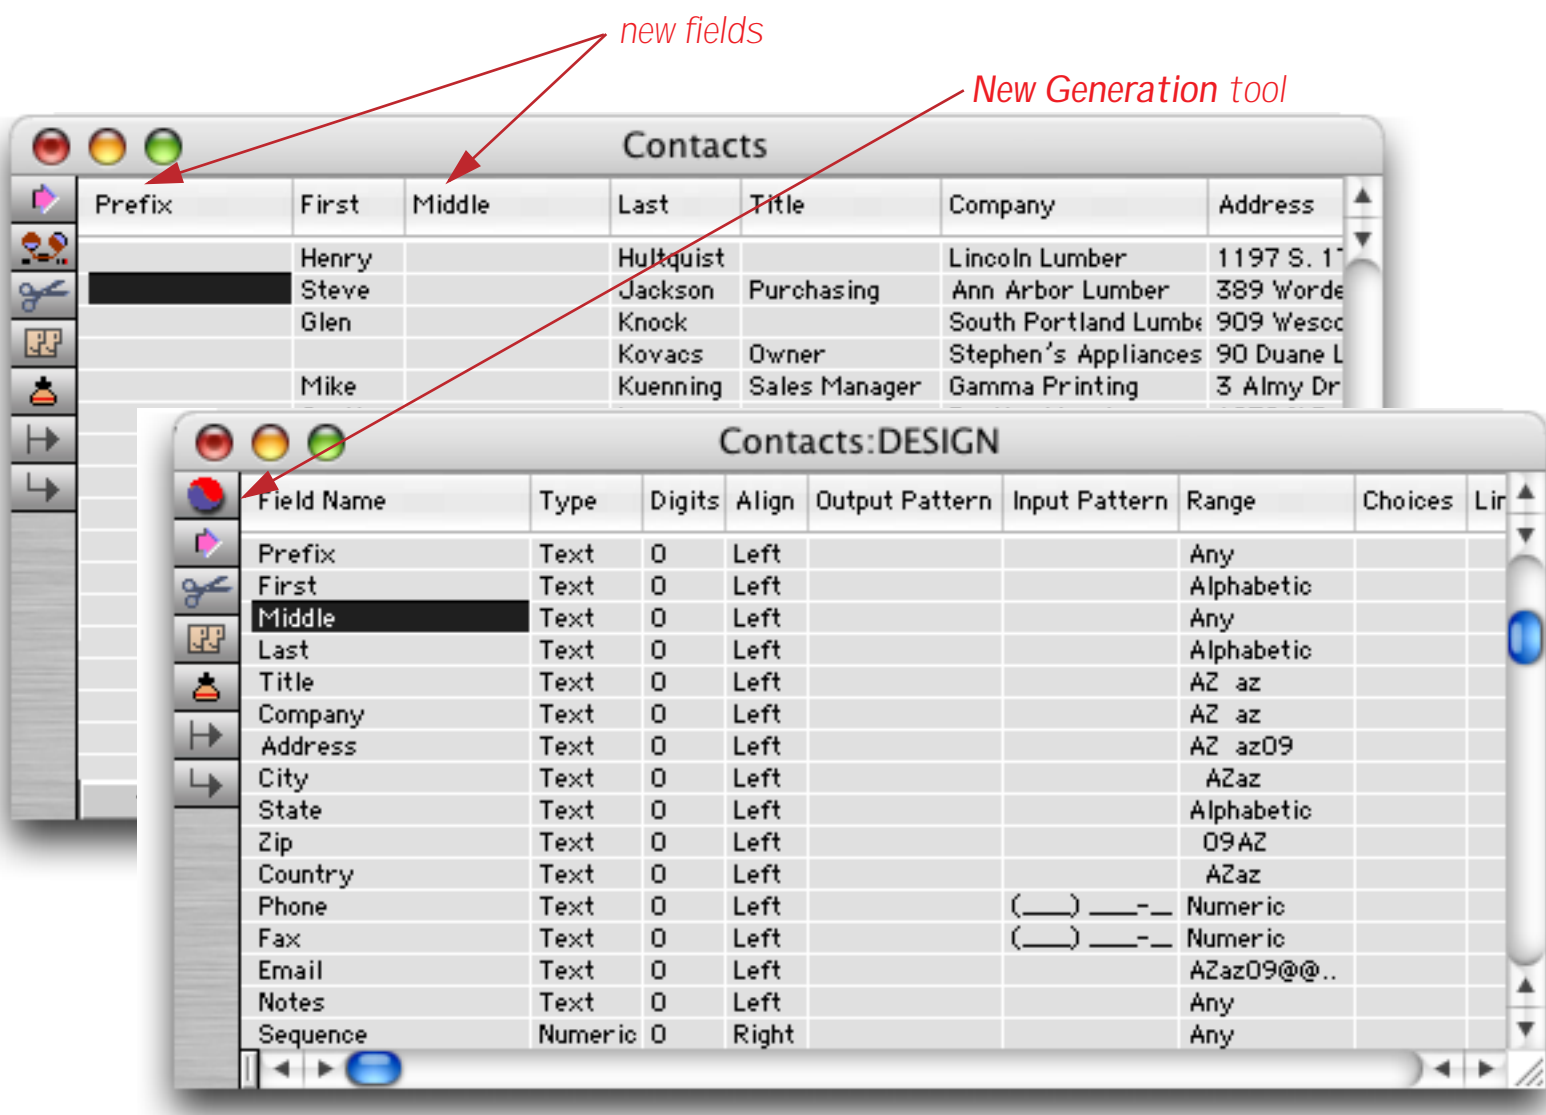 new fields
New Generation tool
Contacts
Prefix First Middle Last Title Company Address
Henry Hultquist Lincoln Lumber 1197 S. 1
Steve Jackson Purchasing Ann Arbor Lumber 389 Worde
Glen Knock South Portland Lumbe 909 Wesco
Kovacs Owner Stephen's Appliances 90 Duane L
Mike Kuenning Sales Manager Gamma Printing 3 Almy Dr
Contacts:DESIGN
Field Name Type Digits Align Output Pattern Input Pattern Range Choices Lin
Prefix Text 0 Left Any
First Text 0 Left Alphabetic
Middle Text 0 Left Any
Last Text 0 Left Alphabetic
Title Text 0 Left AZ az
Company Text 0 Left AZ az
Address Text 0 Left AZ az09
City Text 0 Left AZaz
State Text 0 Left Alphabetic
Zip Text 0 Left 09AZ
Country Text 0 Left AZaz
Phone Text 0 Left (___) ___-_ Numeric
Fax Text 0 Left (___) ___-_ Numeric
Email Text 0 Left AZaz09@@..
Notes Text 0 Left Any
Sequence Numeric 0 Right Any